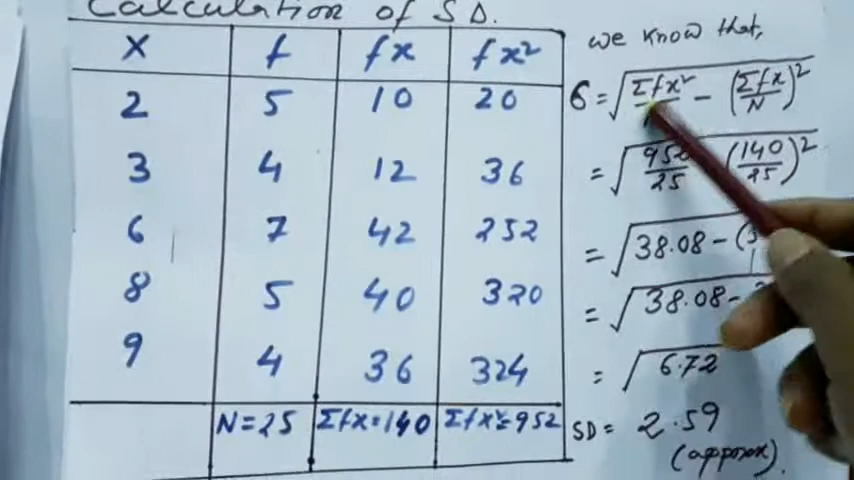 Calculation of SD.
X f fx fx²
2 5 10 20
3 4 12 36
6 7 42 252
8 5 40 320
9 4 36 324
N=25 Σfx=140 Σfx²=952
we know that,
σ = √ Σfx² - (Σfx/N)²
= √ 95 /25 (140/25)²
= √ 38.08 - (
= √ 38.08 -
= √ 6.72
SD = 2.59
(approx).